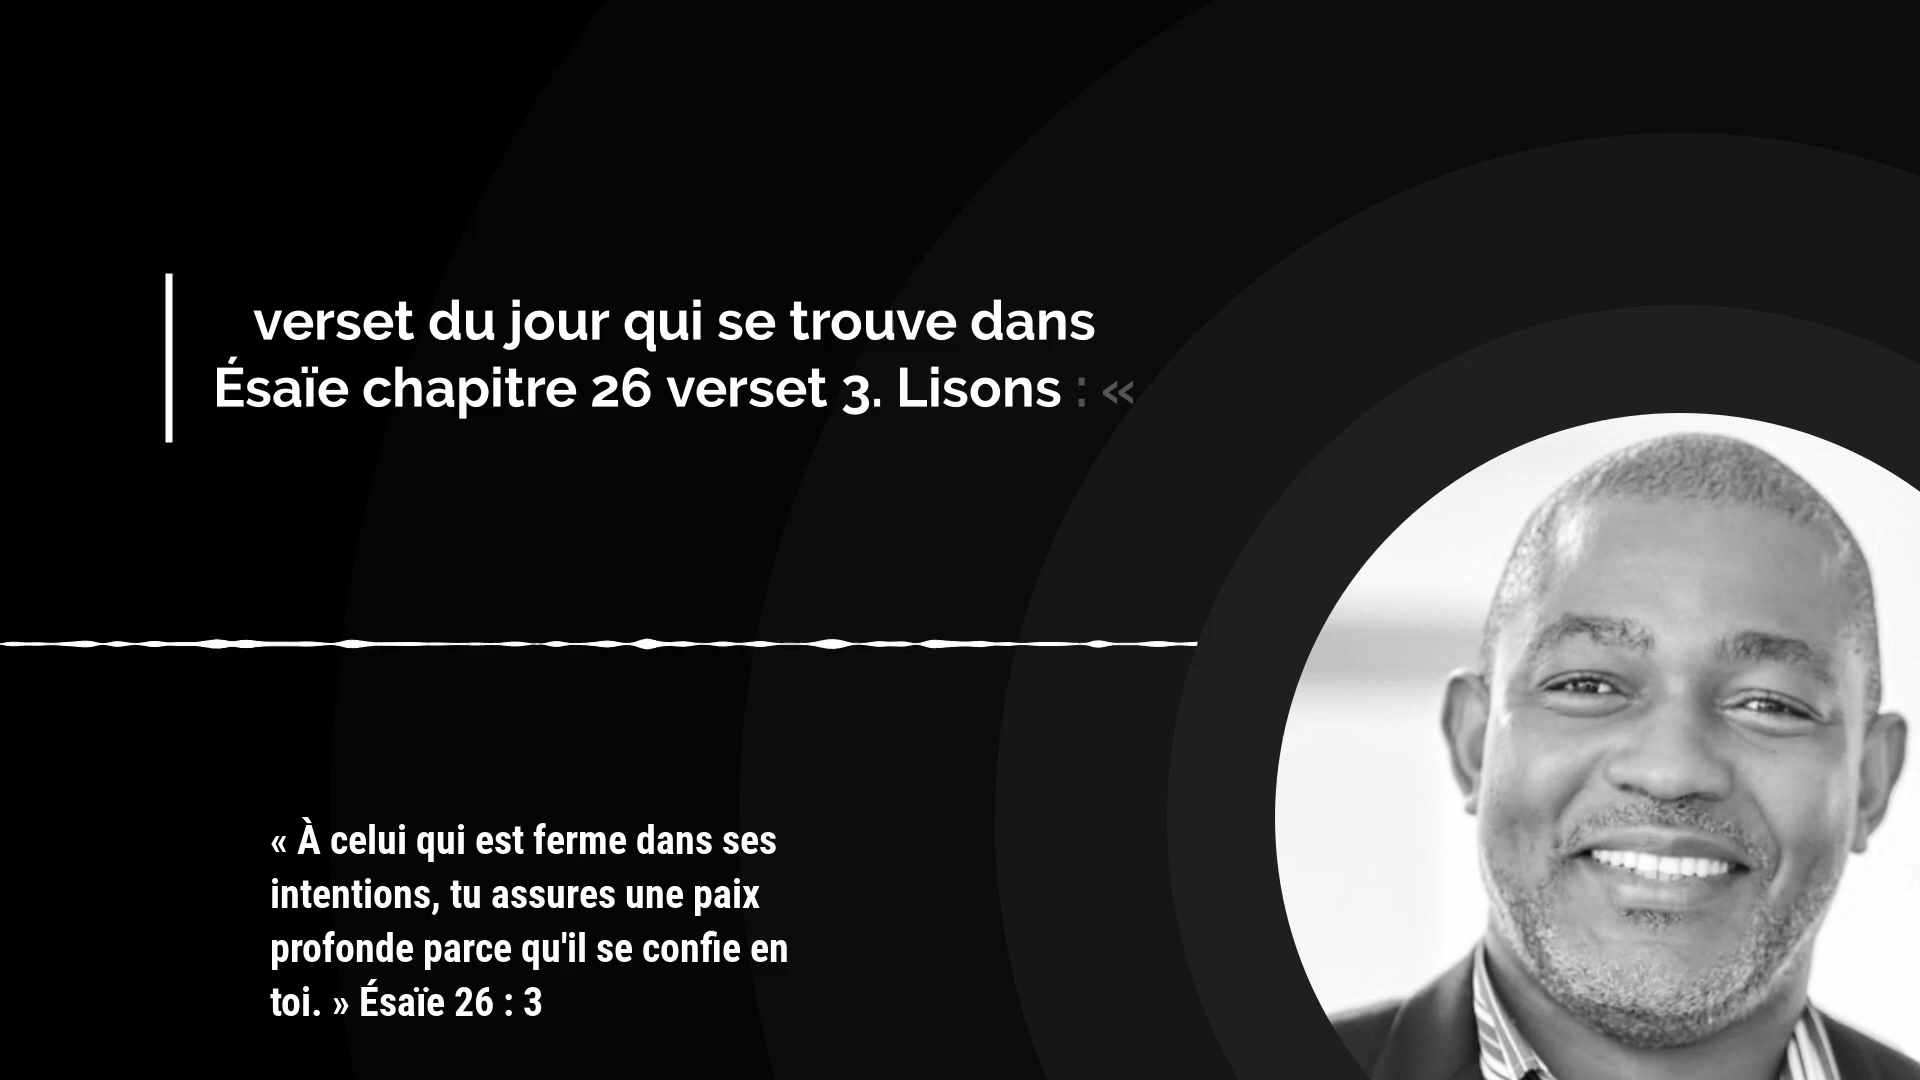 verset du jour qui se trouve dans
Ésaïe chapitre 26 verset 3. Lisons : «
« À celui qui est ferme dans ses
intentions, tu assures une paix
profonde parce qu'il se confie en
toi. » Ésaïe 26 : 3